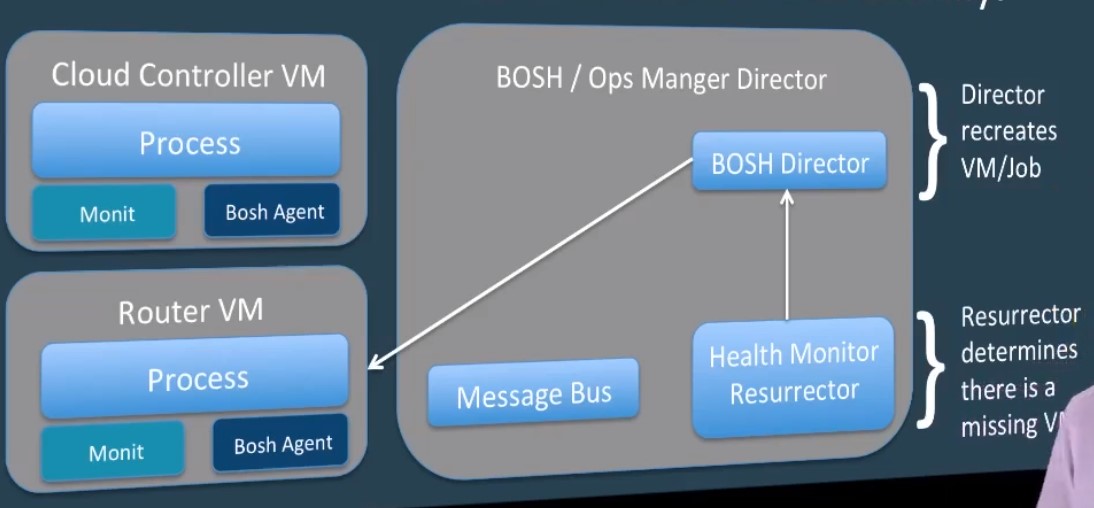 Cloud Controller VM
Process
Monit
Bosh Agent
Router VM
Process
Monit
Bosh Agent
BOSH / Ops Manger Director
BOSH Director
Message Bus
Health Monitor
Resurrector
Director
recreates
VM/Job
Resurrector
determines
there is a
missing